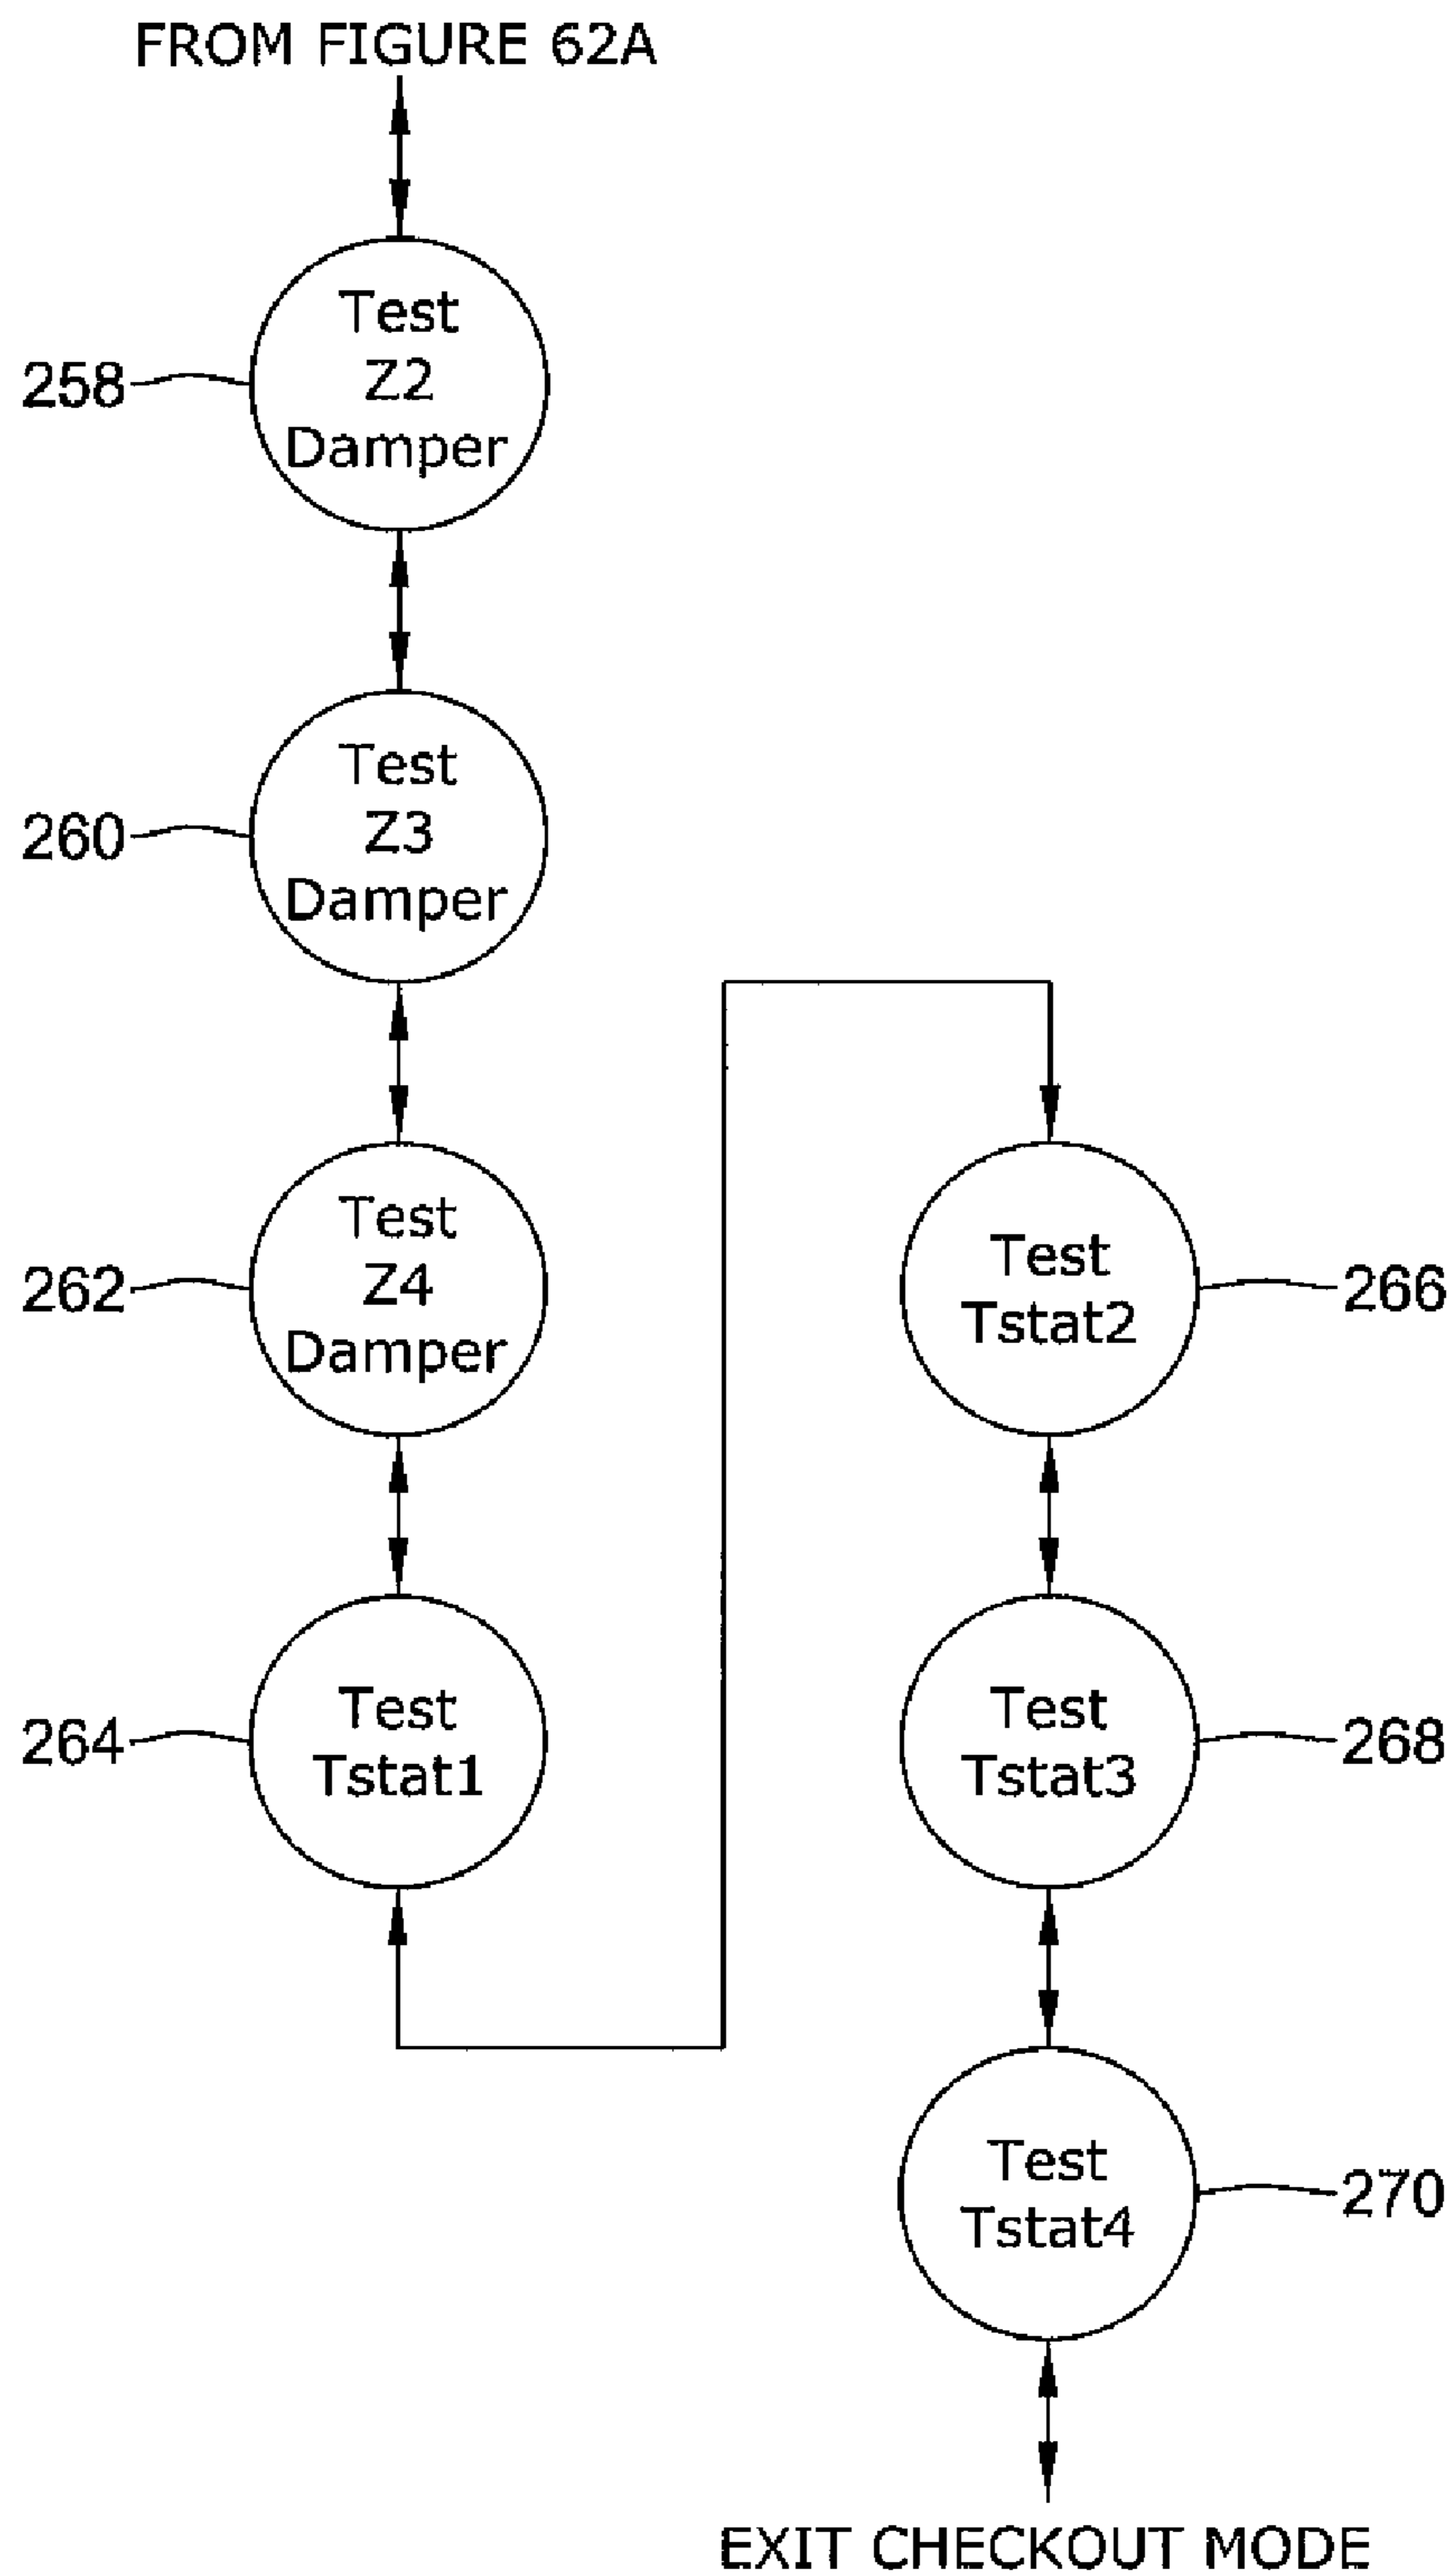 FROM FIGURE 62A
Test
Z2
Damper
258
Test
Z3
Damper
260
Test
Z4
Damper
262
Test
Tstat1
264
Test
Tstat2
266
Test
Tstat3
268
Test
Tstat4
270
EXIT CHECKOUT MODE